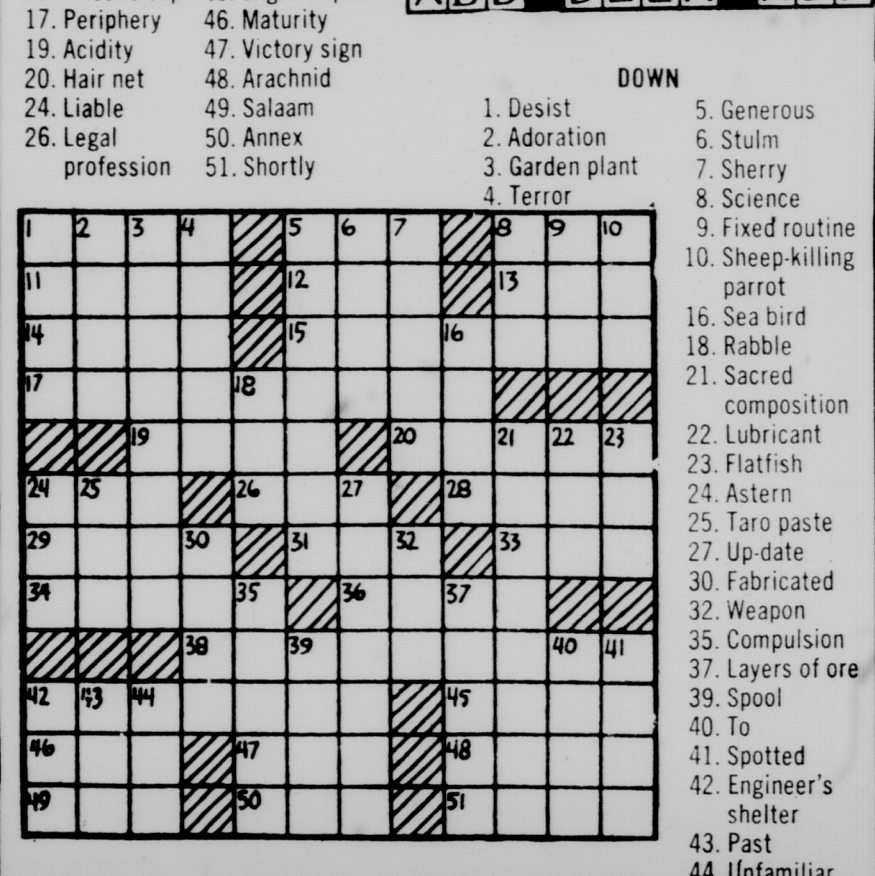 17. Periphery
19. Acidity
20. Hair net
24. Liable
26. Legal
profession
46. Maturity
47. Victory sign
48. Arachnid
49. Salaam
50. Annex
51. Shortly
DOWN
1. Desist
2. Adoration
3. Garden plant
4. Terror
5. Generous
6. Stulm
7. Sherry
8. Science
9. Fixed routine
10. Sheep-killing
parrot
16. Sea bird
18. Rabble
21. Sacred
composition
22. Lubricant
23. Flatfish
24. Astern
25. Taro paste
27. Up-date
30. Fabricated
32. Weapon
35. Compulsion
37. Layers of ore
39. Spool
40. To
41. Spotted
42. Engineer's
shelter
43. Past
44. Unfamiliar
1 2 3 4 5 6 7 8 9 10
11 12 13
14 15 16
17 18
19 20 21 22 23
24 25 26 27 28
29 30 31 32 33
34 35 36 37
38 39 40 41
42 43 44 45
46 47 48
49 50 51